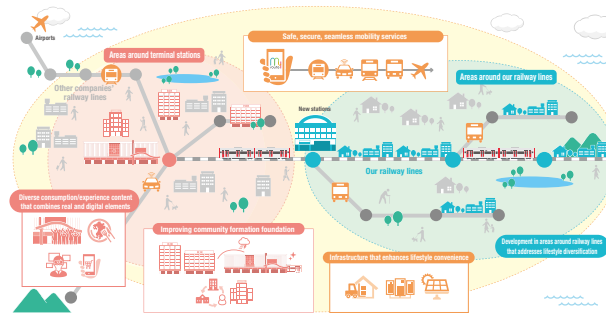 Safe, secure, seamless mobility services
Airports
Areas around terminal stations
Other companies'
railway lines
Areas around our railway lines
New stations
Our railway lines
Diverse consumption/experience content
that combines real and digital elements
Improving community formation foundation
Infrastructure that enhances lifestyle convenience
Development in areas around railway lines
that addresses lifestyle diversification